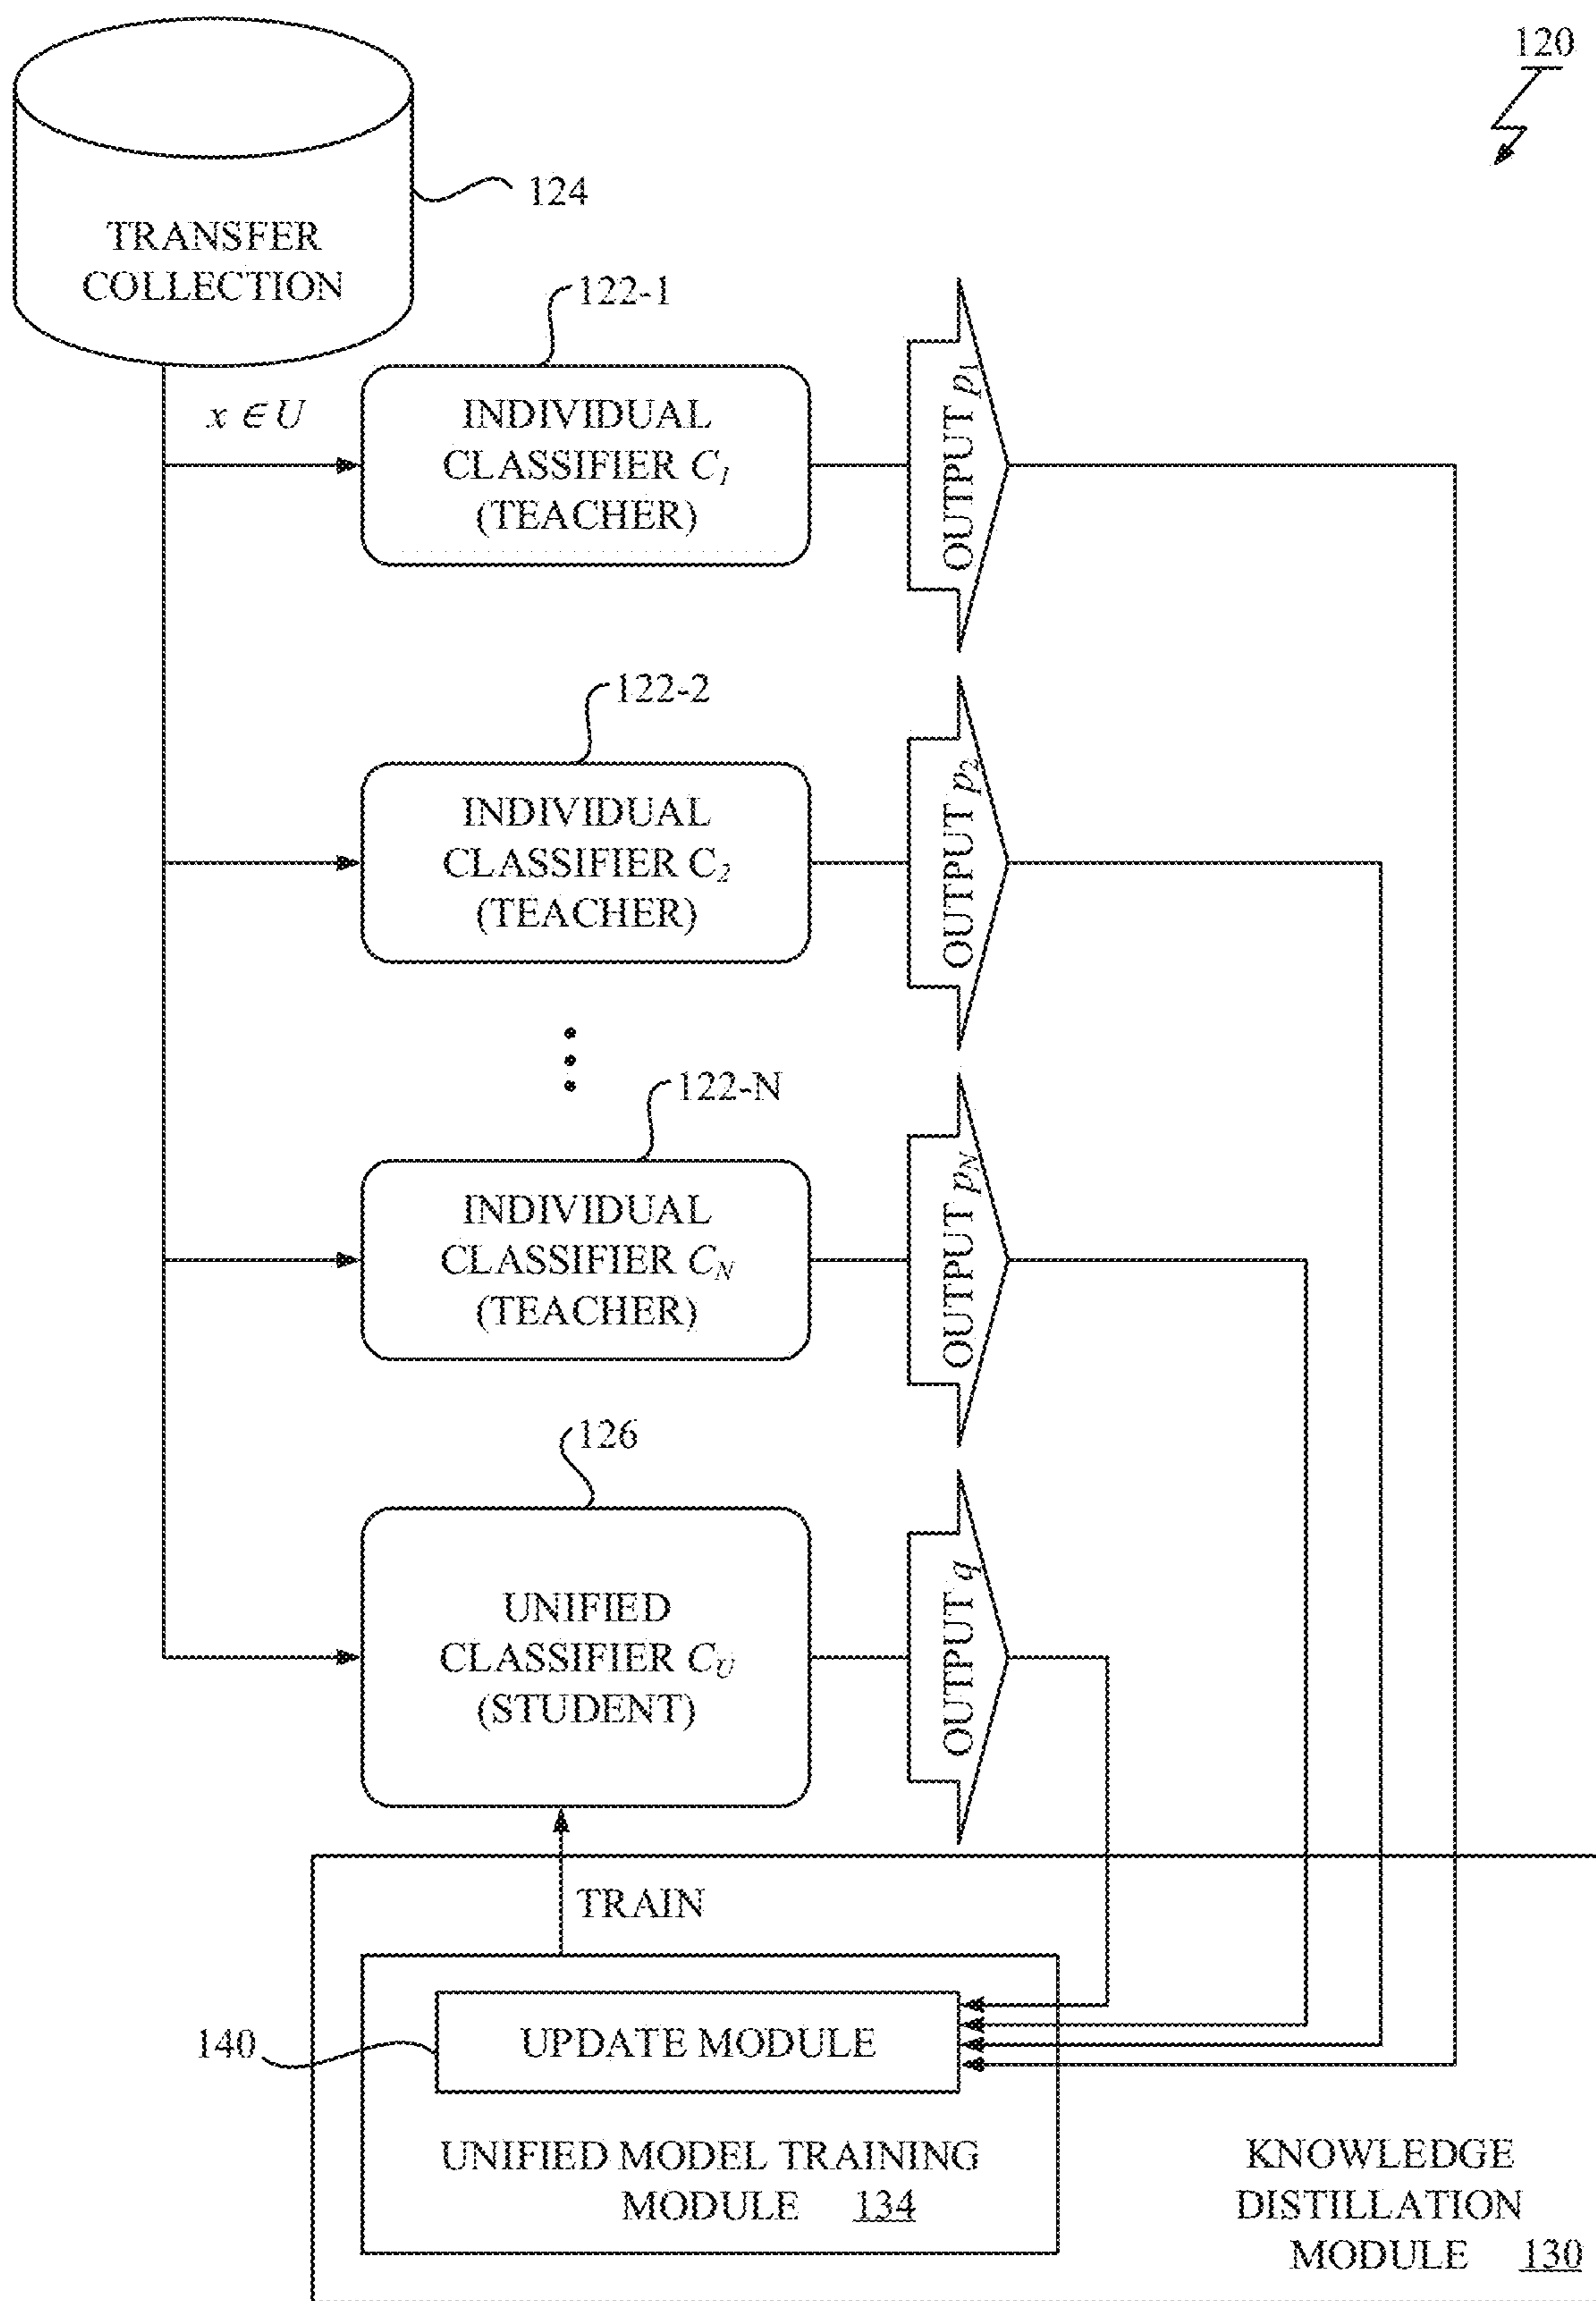 120
124
TRANSFER
COLLECTION
122-1
x ∈ U
INDIVIDUAL
CLASSIFIER C1
(TEACHER)
OUTPUT p1
122-2
INDIVIDUAL
CLASSIFIER C2
(TEACHER)
OUTPUT p2
122-N
INDIVIDUAL
CLASSIFIER CN
(TEACHER)
OUTPUT pN
126
UNIFIED
CLASSIFIER CU
(STUDENT)
OUTPUT q
TRAIN
140
UPDATE MODULE
UNIFIED MODEL TRAINING
MODULE 134
KNOWLEDGE
DISTILLATION
MODULE 130